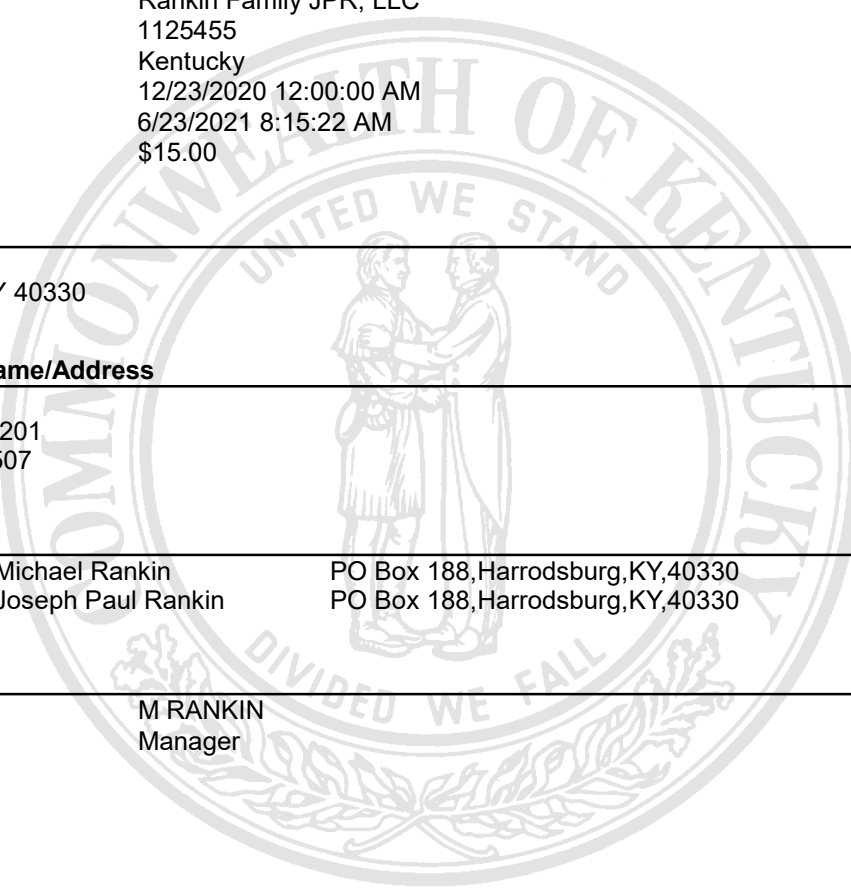 Rankin Family JPR, LLC
1125455
Kentucky
12/23/2020 12:00:00 AM
6/23/2021 8:15:22 AM
$15.00
COMMONWEALTH OF KENTUCKY
UNITED WE STAND
Y 40330
ame/Address
201
507
Michael Rankin PO Box 188,Harrodsburg,KY,40330
Joseph Paul Rankin PO Box 188,Harrodsburg,KY,40330
DIVIDED WE FALL
M RANKIN
Manager